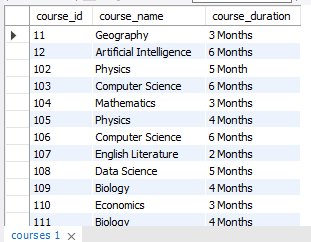 course_id course_name course_duration
11 Geography 3 Months
12 Artificial Intelligence 6 Months
102 Physics 5 Month
103 Computer Science 6 Months
104 Mathematics 3 Months
105 Physics 4 Months
106 Computer Science 6 Months
107 English Literature 2 Months
108 Data Science 5 Months
109 Biology 4 Months
110 Economics 3 Months
111 Biology 4 Months
courses 1